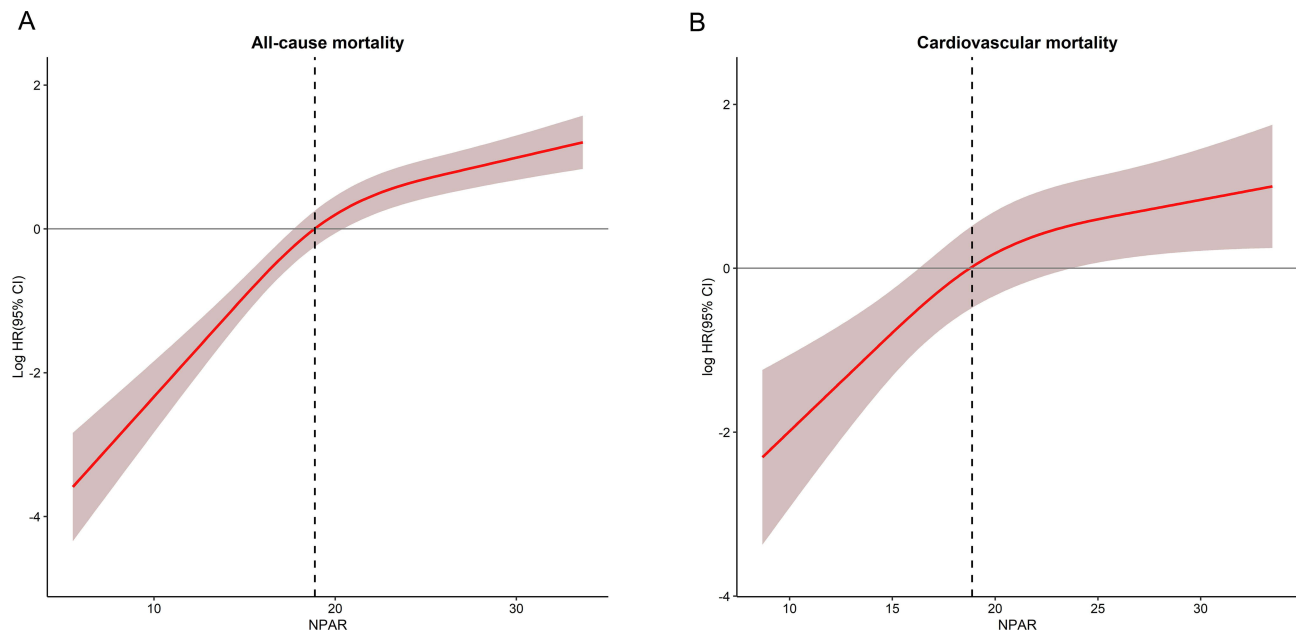 A
All-cause mortality
Log HR(95% CI)
2
0
-2
-4
10 20 30
NPAR
B
Cardiovascular mortality
log HR(95% CI)
2
0
-2
-4
10 15 20 25 30
NPAR